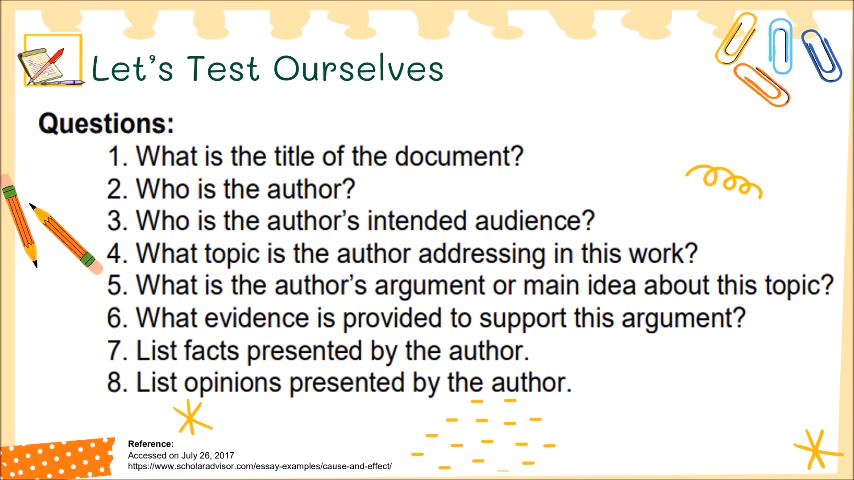 Let's Test Ourselves
Questions:
1. What is the title of the document?
2. Who is the author?
3. Who is the author's intended audience?
4. What topic is the author addressing in this work?
5. What is the author's argument or main idea about this topic?
6. What evidence is provided to support this argument?
7. List facts presented by the author.
8. List opinions presented by the author.
Reference:
Accessed on July 26, 2017
https://www.scholaradvisor.com/essay-examples/cause-and-effect/